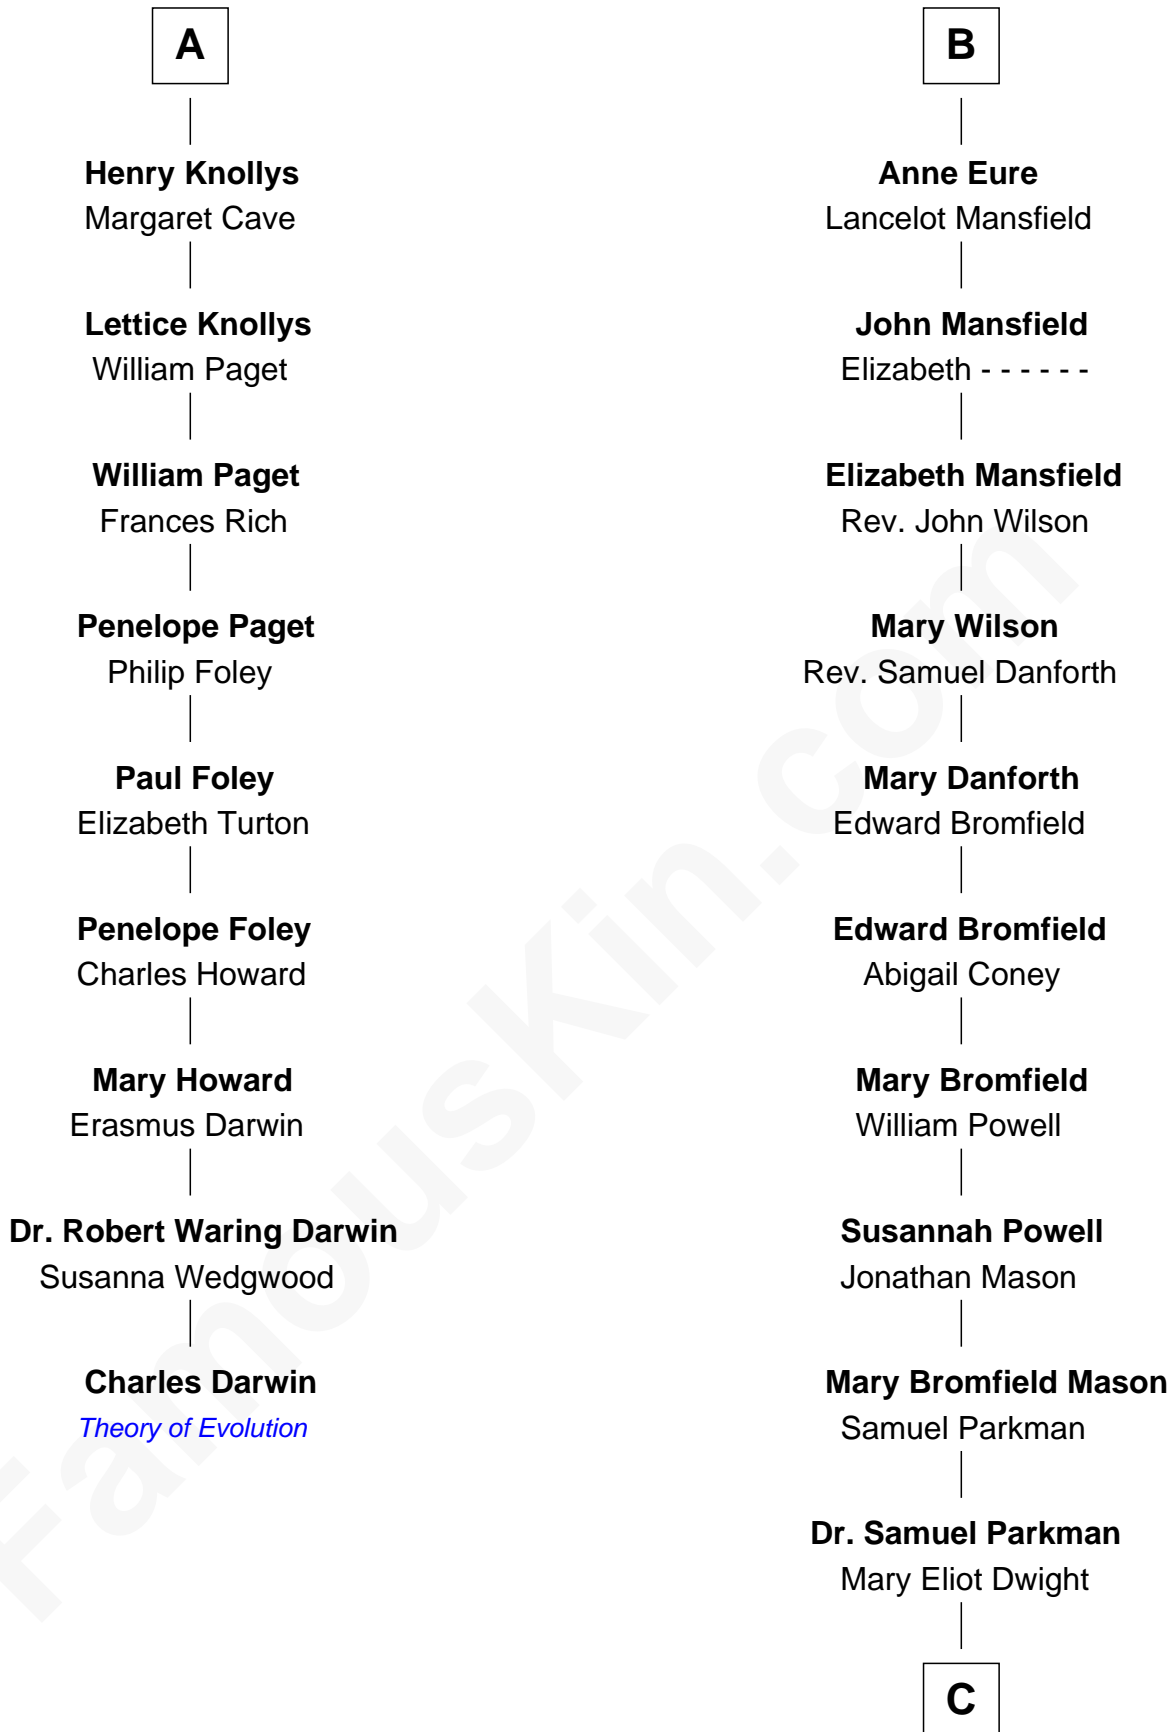 A
Henry Knollys
Margaret Cave
Lettice Knollys
William Paget
William Paget
Frances Rich
Penelope Paget
Philip Foley
Paul Foley
Elizabeth Turton
Penelope Foley
Charles Howard
Mary Howard
Erasmus Darwin
Dr. Robert Waring Darwin
Susanna Wedgwood
Charles Darwin
Theory of Evolution
B
Anne Eure
Lancelot Mansfield
John Mansfield
Elizabeth - - - - - -
Elizabeth Mansfield
Rev. John Wilson
Mary Wilson
Rev. Samuel Danforth
Mary Danforth
Edward Bromfield
Edward Bromfield
Abigail Coney
Mary Bromfield
William Powell
Susannah Powell
Jonathan Mason
Mary Bromfield Mason
Samuel Parkman
Dr. Samuel Parkman
Mary Eliot Dwight
C
FamousKin.com